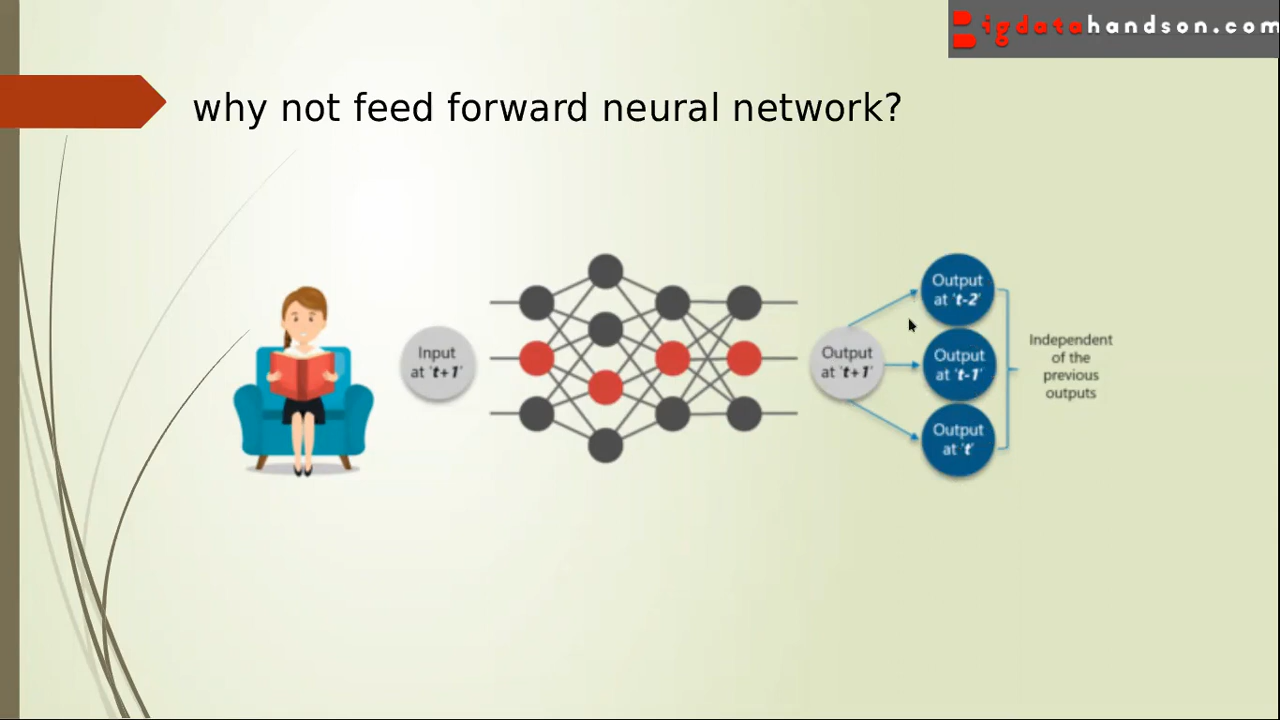 igdatahandson.com
why not feed forward neural network?
Input
at 't+1'
Output
at 't+1'
Output
at 't-2'
Output
at 't-1'
Output
at 't'
Independent
of the
previous
outputs